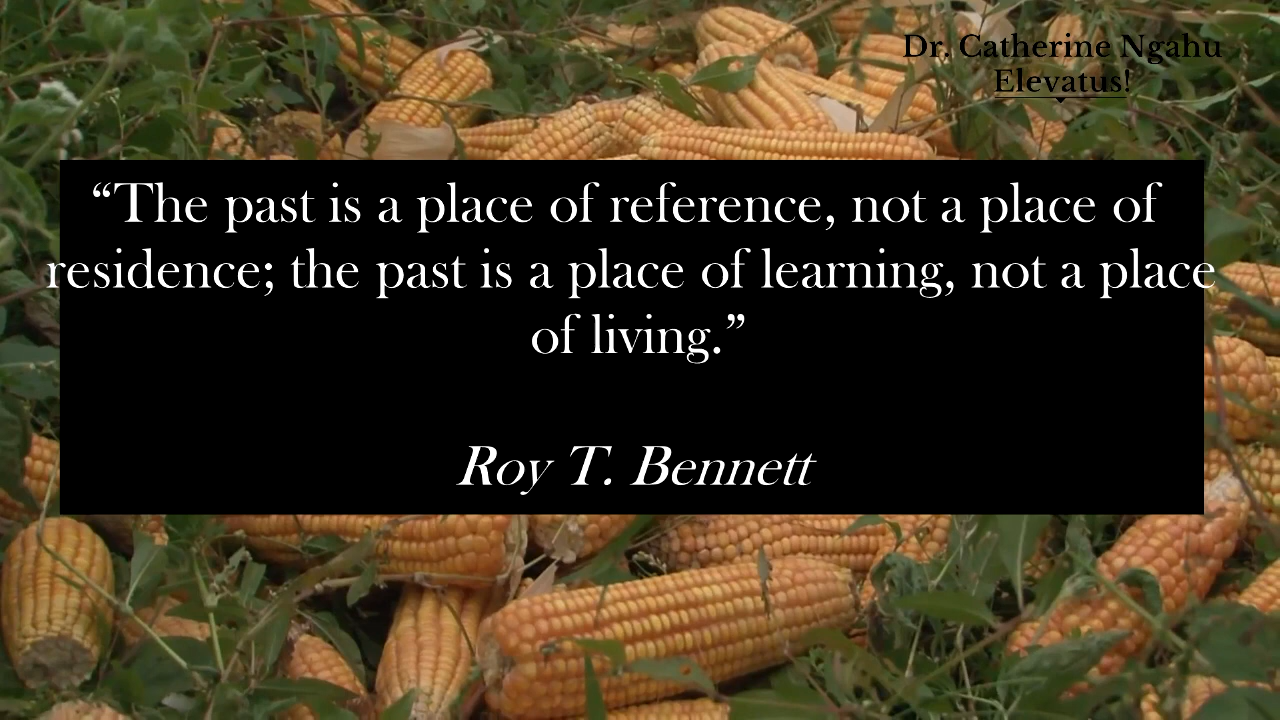 Dr. Catherine Ngahu
Elevatus!
“The past is a place of reference, not a place of
residence; the past is a place of learning, not a place
of living.”
Roy T. Bennett